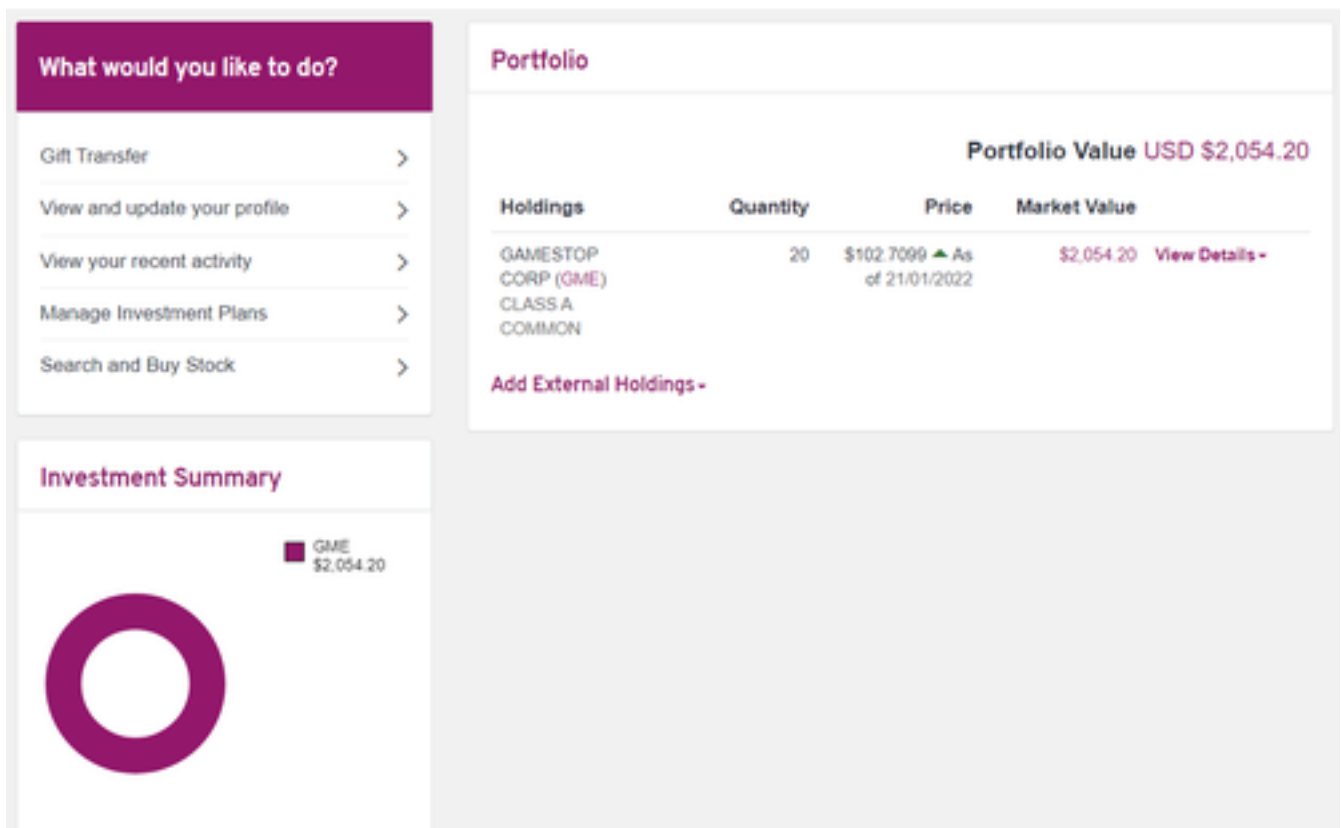 What would you like to do?
Gift Transfer
View and update your profile
View your recent activity
Manage Investment Plans
Search and Buy Stock
Portfolio
Portfolio Value USD $2,054.20
Holdings Quantity Price Market Value
GAMESTOP 20 $102.7099 ▲ As $2,054.20 View Details
CORP (GME) of 21/01/2022
CLASS A
COMMON
Add External Holdings
Investment Summary
GME
$2,054.20